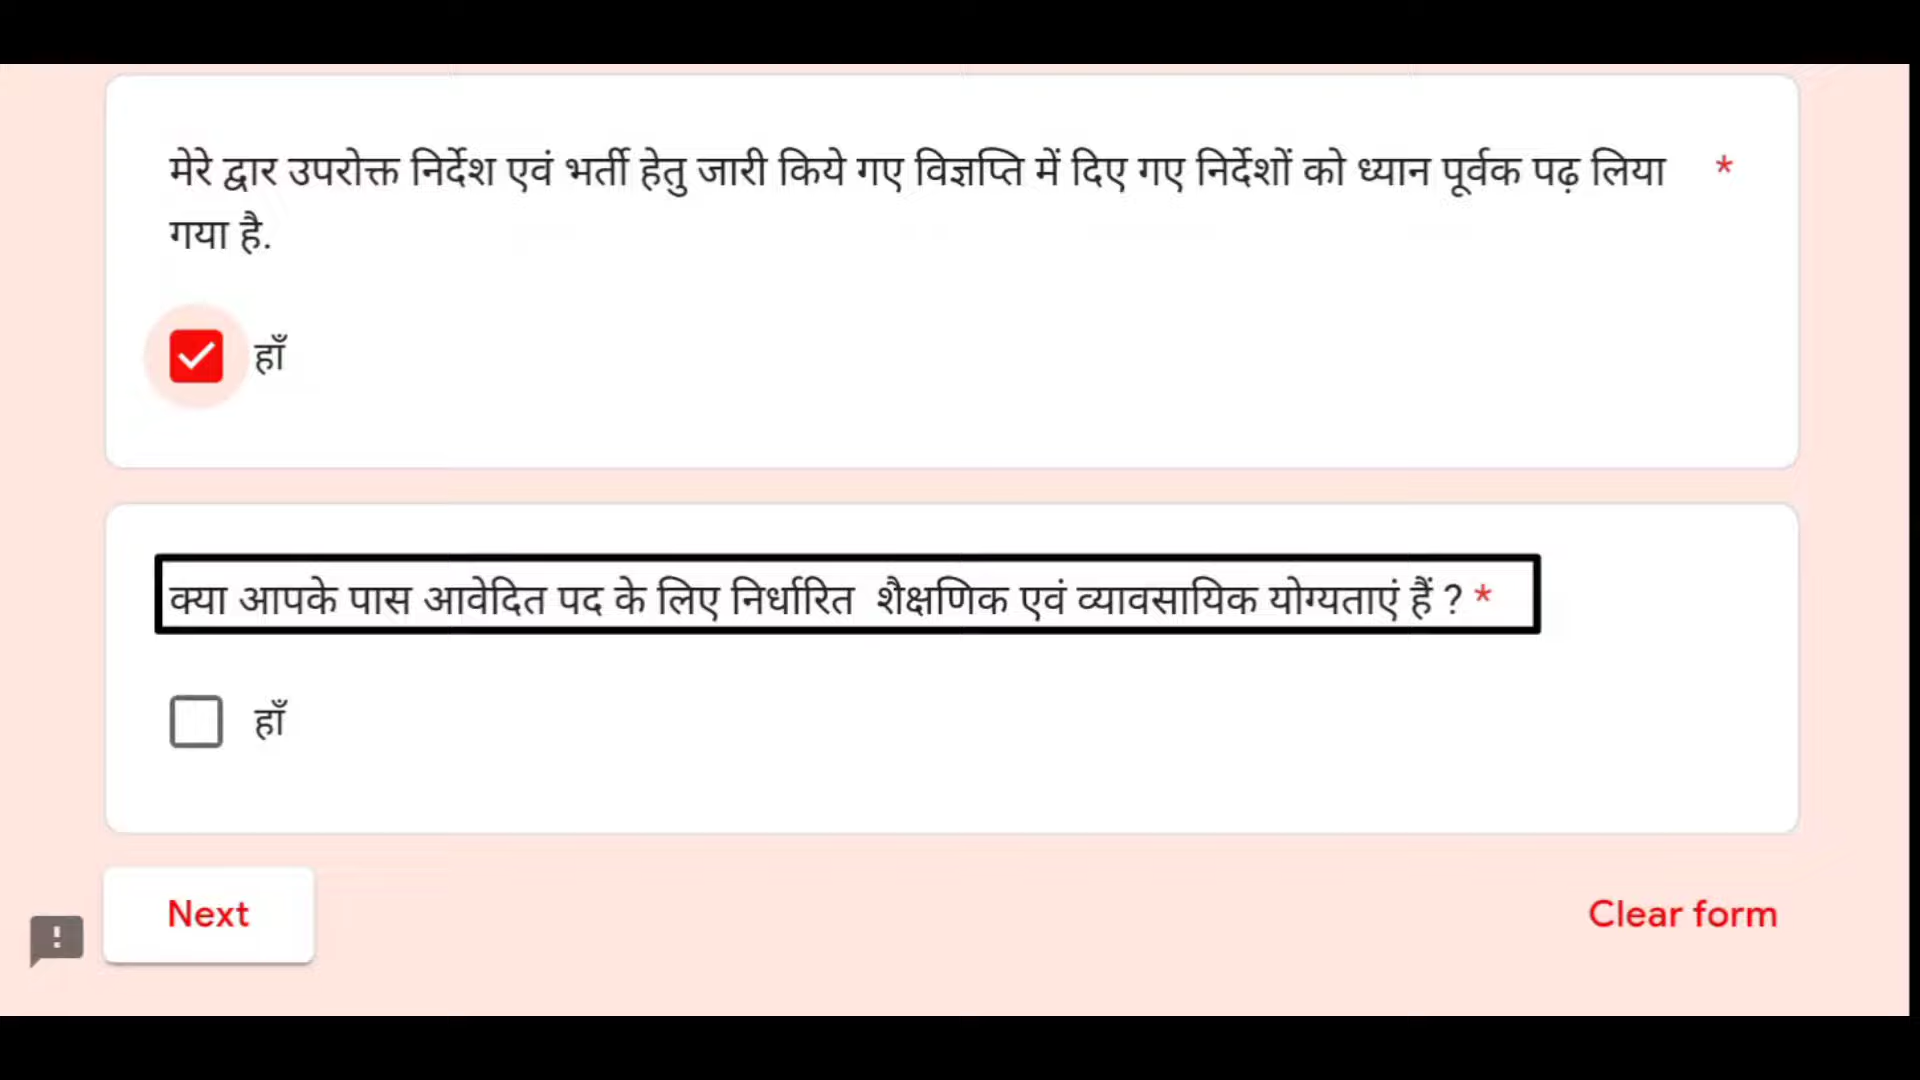 मेरे द्वार उपरोक्त निर्देश एवं भर्ती हेतु जारी किये गए विज्ञप्ति में दिए गए निर्देशों को ध्यान पूर्वक पढ़ लिया *
गया है.
हाँ
क्या आपके पास आवेदित पद के लिए निर्धारित शैक्षणिक एवं व्यावसायिक योग्यताएं हैं ? *
हाँ
Next
Clear form